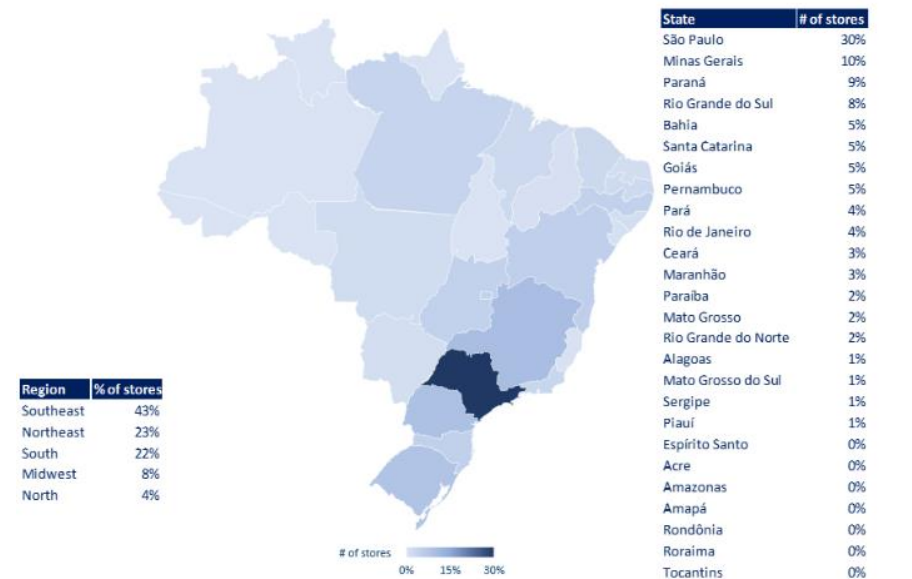 State # of stores
São Paulo 30%
Minas Gerais 10%
Paraná 9%
Rio Grande do Sul 8%
Bahia 5%
Santa Catarina 5%
Goiás 5%
Pernambuco 5%
Pará 4%
Rio de Janeiro 4%
Ceará 3%
Maranhão 3%
Paraíba 2%
Mato Grosso 2%
Rio Grande do Norte 2%
Alagoas 1%
Mato Grosso do Sul 1%
Sergipe 1%
Piauí 1%
Espírito Santo 0%
Acre 0%
Amazonas 0%
Amapá 0%
Rondônia 0%
Roraima 0%
Tocantins 0%
Region % of stores
Southeast 43%
Northeast 23%
South 22%
Midwest 8%
North 4%
# of stores
0% 15% 30%